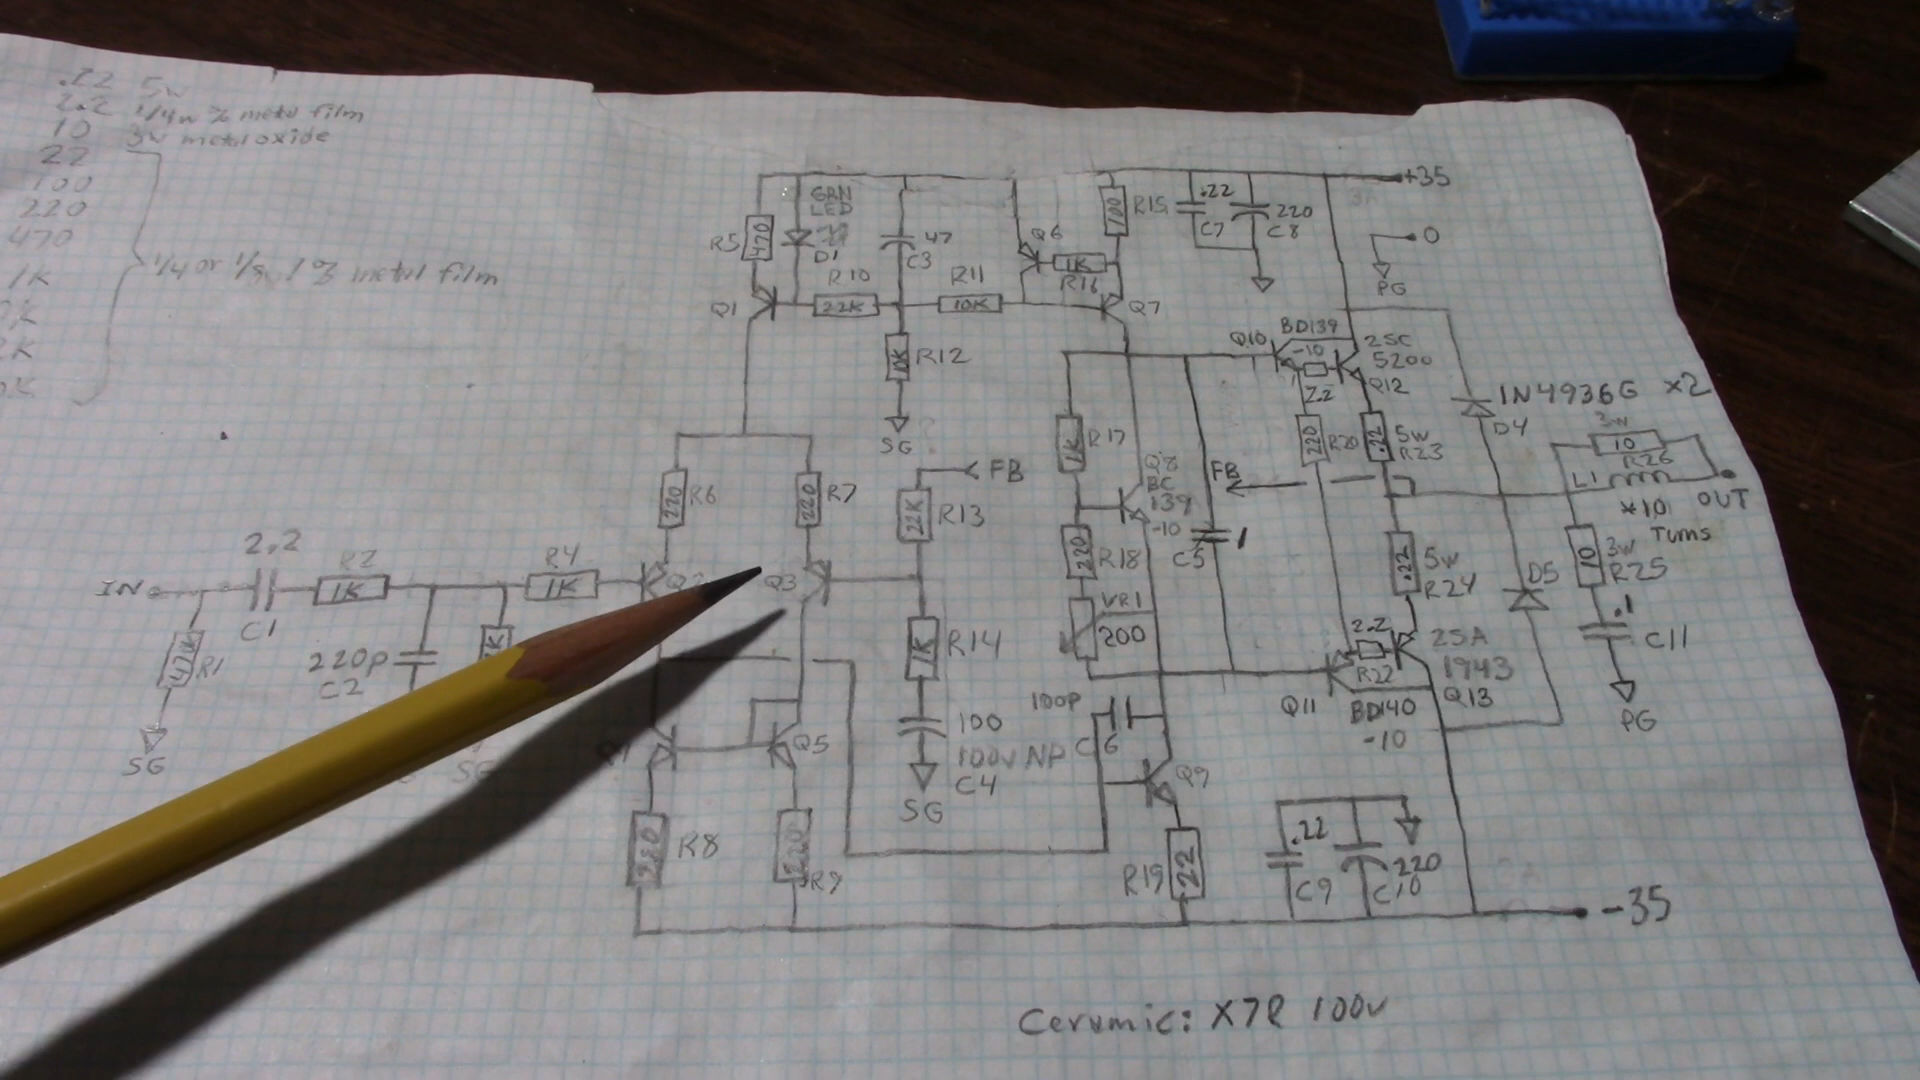 .22 5w
2.2 1/4w % metal film
10 3w metal oxide
22
100
220
470
1K
1/4 or 1/8 1% metal film
+35
0
PG
GRN
LED
D1
R5 470
47
C3
Q6
100 R15
.22
C7
220
C8
1K
R16
Q1
R10
22K
R11
10K
Q7
10K R12
SG
Q10
BD139
-10
2.2
2SC
5200
Q12
1N4936G x2
D4
220 R6
220 R7
FB
22K R13
1K R17
Q8
BC
139
-10
FB
220 R20
.22 5w
R23
3w
10
R26
L1
OUT
x10
Turns
IN
2,2
C1
R2
1K
R4
1K
47K R1
SG
220p
C2
SG
Q3
1K R14
220 R18
VR1
200
C5 .1
.22 5w
R24
D5
10 3w
R25
.1
C11
PG
2.2
R22
2SA
1943
Q13
Q11
BD140
-10
100
100V NP
C4
SG
100P
C6
Q5
Q9
R8
R9
R19 22
.22
C9
220
C10
-35
Ceramic: X7R 100v